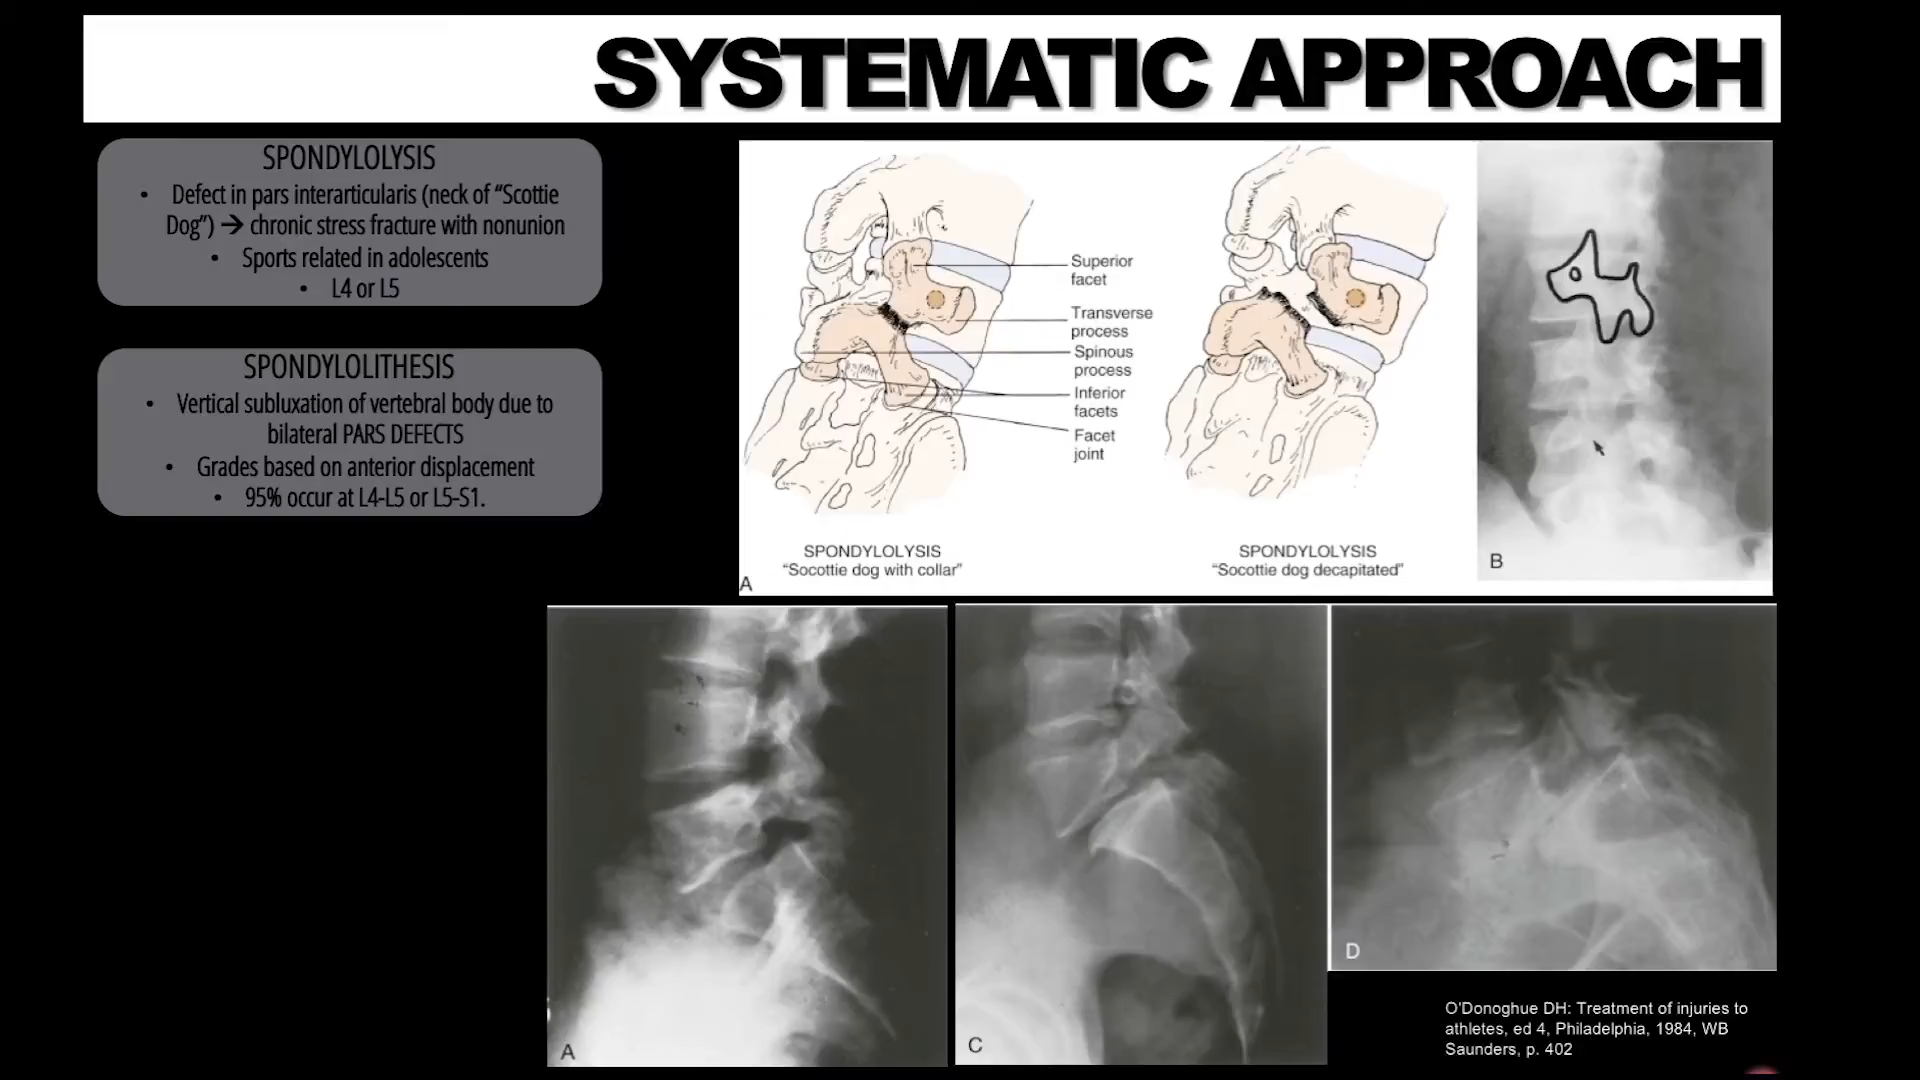 SYSTEMATIC APPROACH
SPONDYLOLYSIS
• Defect in pars interarticularis (neck of “Scottie
Dog”) → chronic stress fracture with nonunion
• Sports related in adolescents
• L4 or L5
SPONDYLOLITHESIS
• Vertical subluxation of vertebral body due to
bilateral PARS DEFECTS
• Grades based on anterior displacement
• 95% occur at L4-L5 or L5-S1.
Superior
facet
Transverse
process
Spinous
process
Inferior
facets
Facet
joint
SPONDYLOLYSIS
“Socottie dog with collar”
SPONDYLOLYSIS
“Socottie dog decapitated”
A
B
A
C
D
O'Donoghue DH: Treatment of injuries to
athletes, ed 4, Philadelphia, 1984, WB
Saunders, p. 402